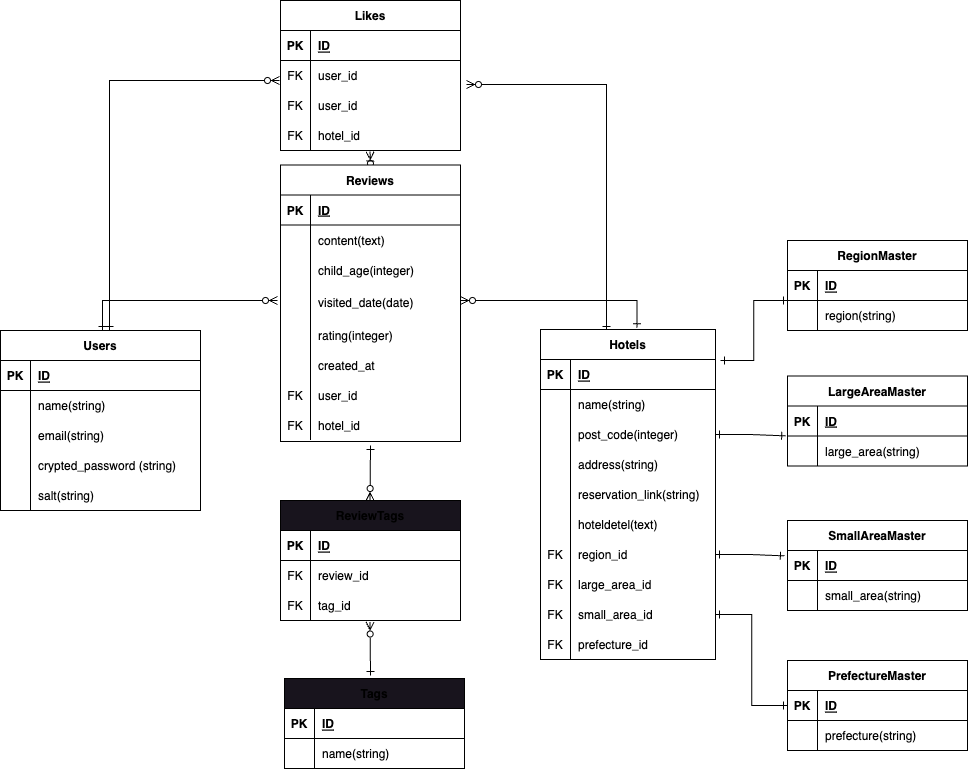 Likes
PK ID
FK user_id
FK user_id
FK hotel_id
Reviews
PK ID
content(text)
child_age(integer)
visited_date(date)
rating(integer)
created_at
FK user_id
FK hotel_id
Users
PK ID
name(string)
email(string)
crypted_password (string)
salt(string)
ReviewTags
PK ID
FK review_id
FK tag_id
Tags
PK ID
name(string)
Hotels
PK ID
name(string)
post_code(integer)
address(string)
reservation_link(string)
hoteldetel(text)
FK region_id
FK large_area_id
FK small_area_id
FK prefecture_id
RegionMaster
PK ID
region(string)
LargeAreaMaster
PK ID
large_area(string)
SmallAreaMaster
PK ID
small_area(string)
PrefectureMaster
PK ID
prefecture(string)